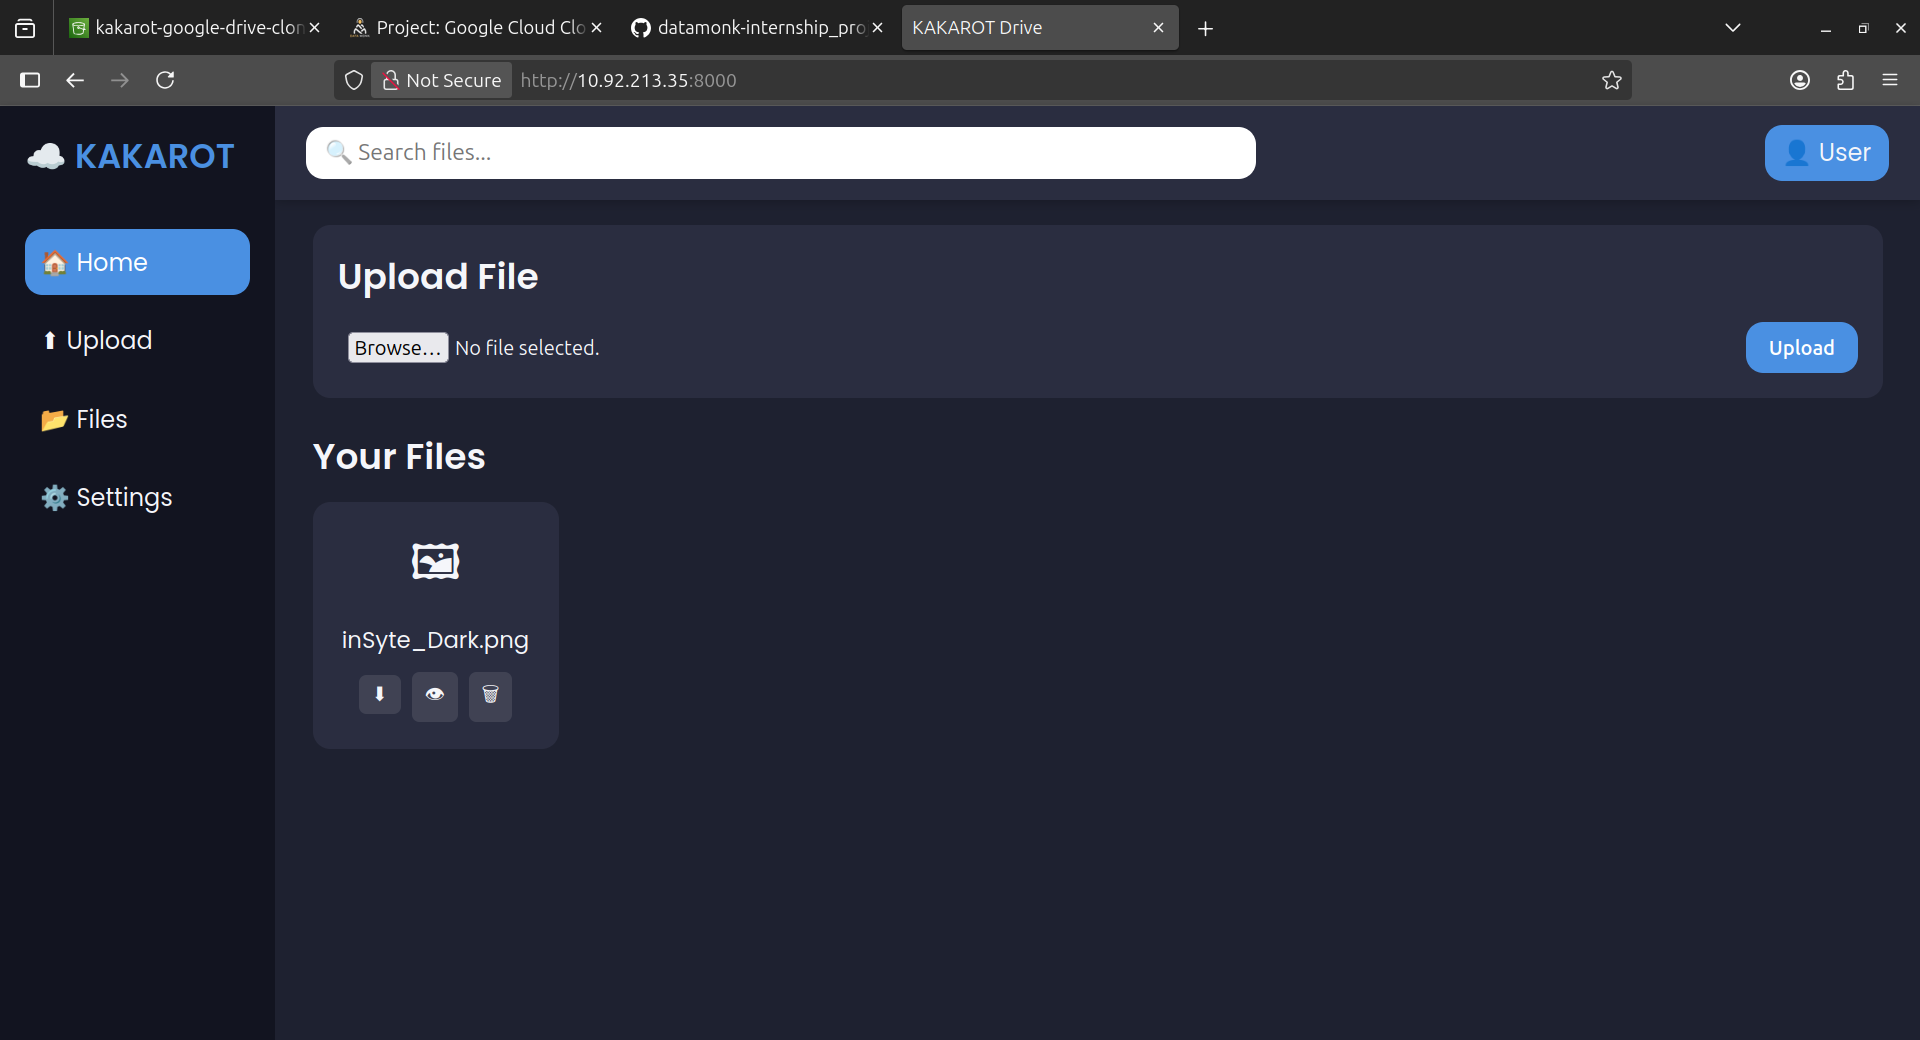 kakarot-google-drive-clon
Project: Google Cloud Clo
datamonk-internship_pro
KAKAROT Drive
Not Secure
http://10.92.213.35:8000
KAKAROT
Search files...
User
Home
Upload
Files
Settings
Upload File
Browse... No file selected.
Upload
Your Files
inSyte_Dark.png